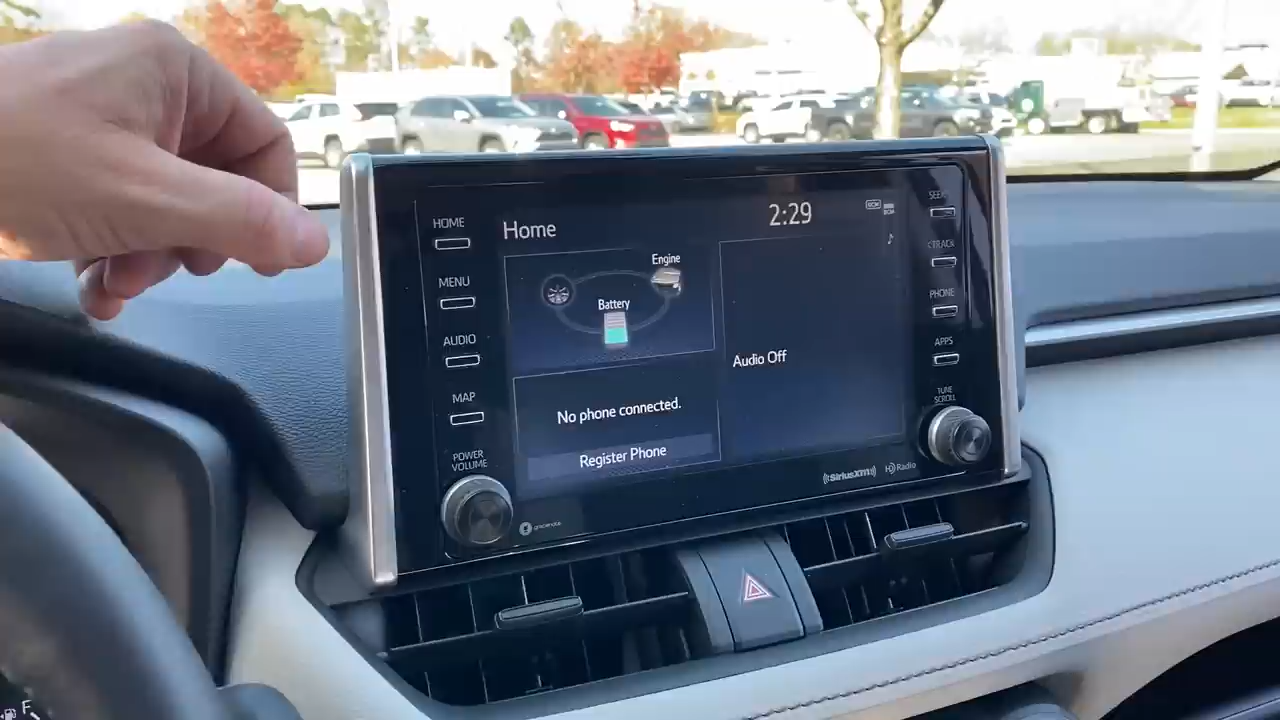 HOME
MENU
AUDIO
MAP
POWER
VOLUME
Home
2:29
Engine
Battery
No phone connected.
Register Phone
Audio Off
SEEK
TRACK
PHONE
APPS
TUNE
SCROLL
gracenote
SiriusXM
HD Radio
F